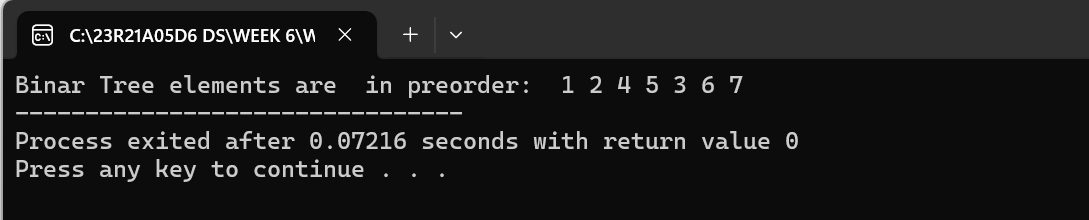 C:\23R21A05D6 DS\WEEK 6\W
Binar Tree elements are  in preorder:  1 2 4 5 3 6 7
--------------------------------
Process exited after 0.07216 seconds with return value 0
Press any key to continue . . .